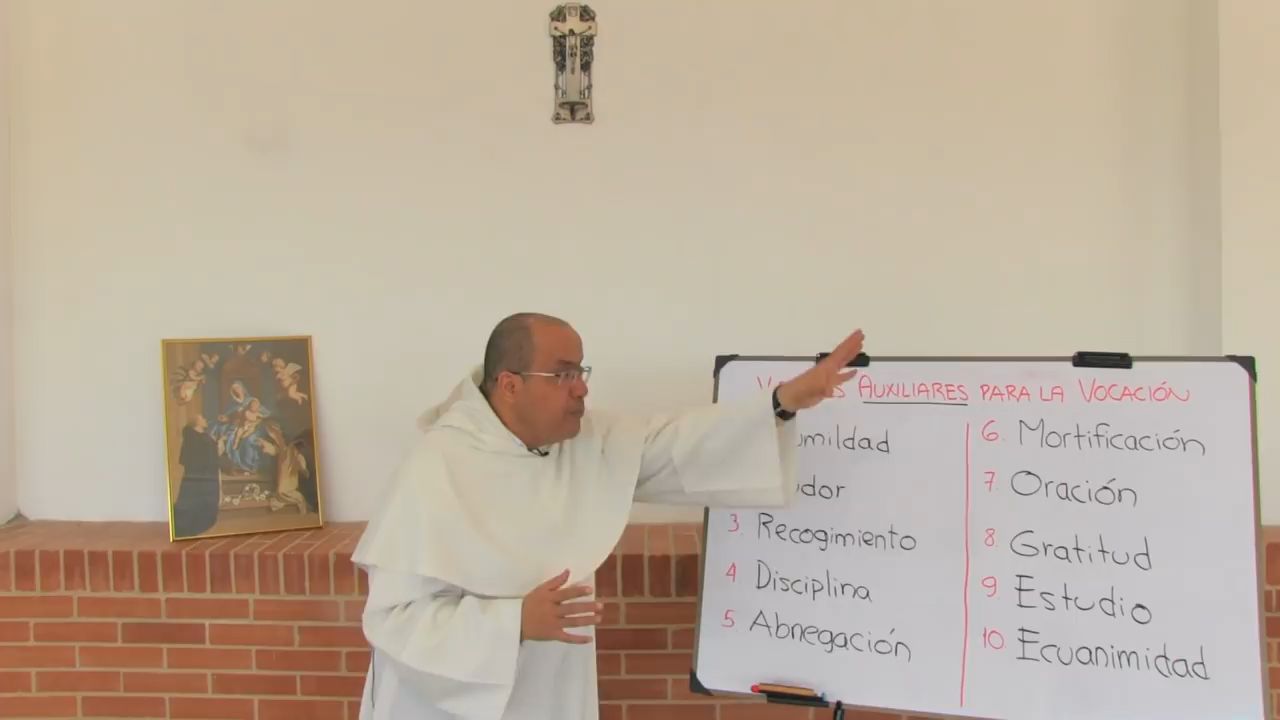 AUXILIARES PARA LA VOCACIÓN
3. Recogimiento
4 Disciplina
5 Abnegación
6. Mortificación
7. Oración
8. Gratitud
9. Estudio
10. Ecuanimidad